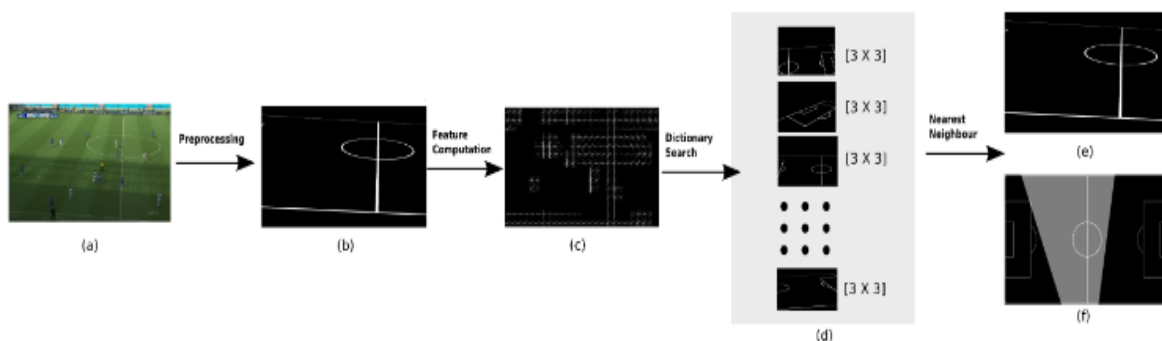 Preprocessing
Feature
Computation
Dictionary
Search
[3 X 3]
[3 X 3]
[3 X 3]
[3 X 3]
Nearest
Neighbour
(a)
(b)
(c)
(d)
(e)
(f)